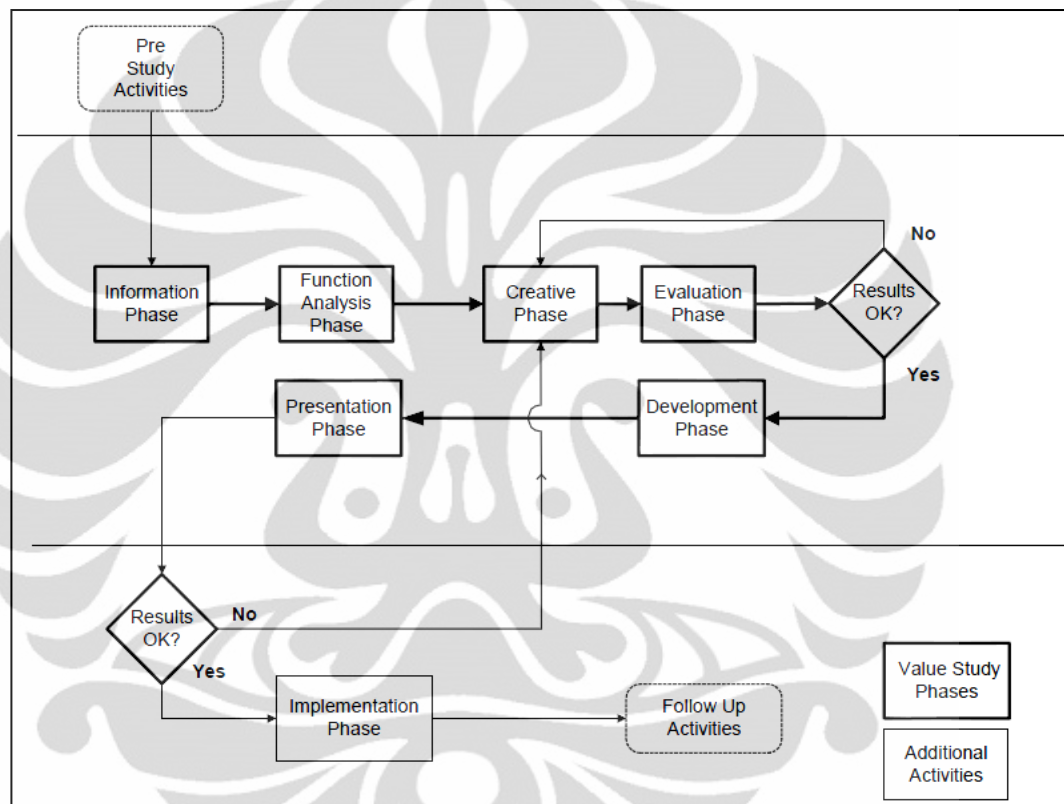 Pre
Study
Activities
No
Information
Phase
Function
Analysis
Phase
Creative
Phase
Evaluation
Phase
Results
OK?
Yes
Presentation
Phase
Development
Phase
Results
OK?
No
Yes
Implementation
Phase
Follow Up
Activities
Value Study
Phases
Additional
Activities